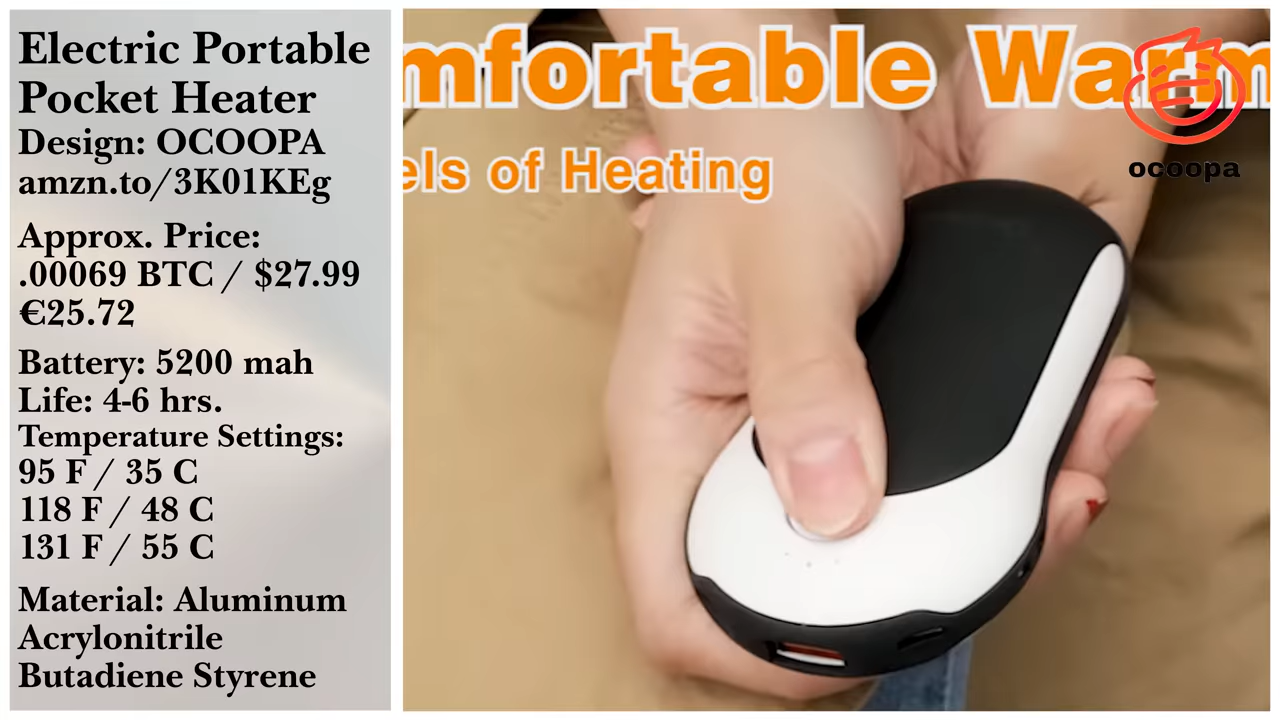 Electric Portable
Pocket Heater
Design: OCOOPA
amzn.to/3K01KEg
Approx. Price:
.00069 BTC / $27.99
€25.72
Battery: 5200 mah
Life: 4-6 hrs.
Temperature Settings:
95 F / 35 C
118 F / 48 C
131 F / 55 C
Material: Aluminum
Acrylonitrile
Butadiene Styrene
mfortable Warm
els of Heating
ocoopa